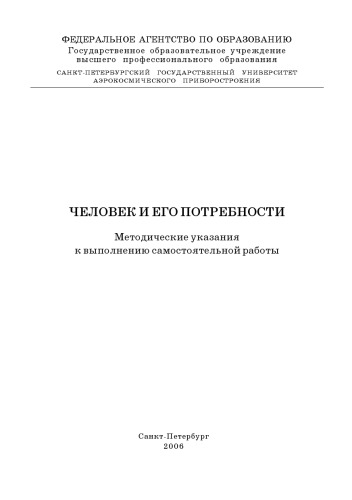 ФЕДЕРАЛЬНОЕ АГЕНТСТВО ПО ОБРАЗОВАНИЮ
Государственное образовательное учреждение
высшего профессионального образования
САНКТ-ПЕТЕРБУРГСКИЙ ГОСУДАРСТВЕННЫЙ УНИВЕРСИТЕТ
АЭРОКОСМИЧЕСКОГО ПРИБОРОСТРОЕНИЯ
ЧЕЛОВЕК И ЕГО ПОТРЕБНОСТИ
Методические указания
к выполнению самостоятельной работы
Санкт-Петербург
2006